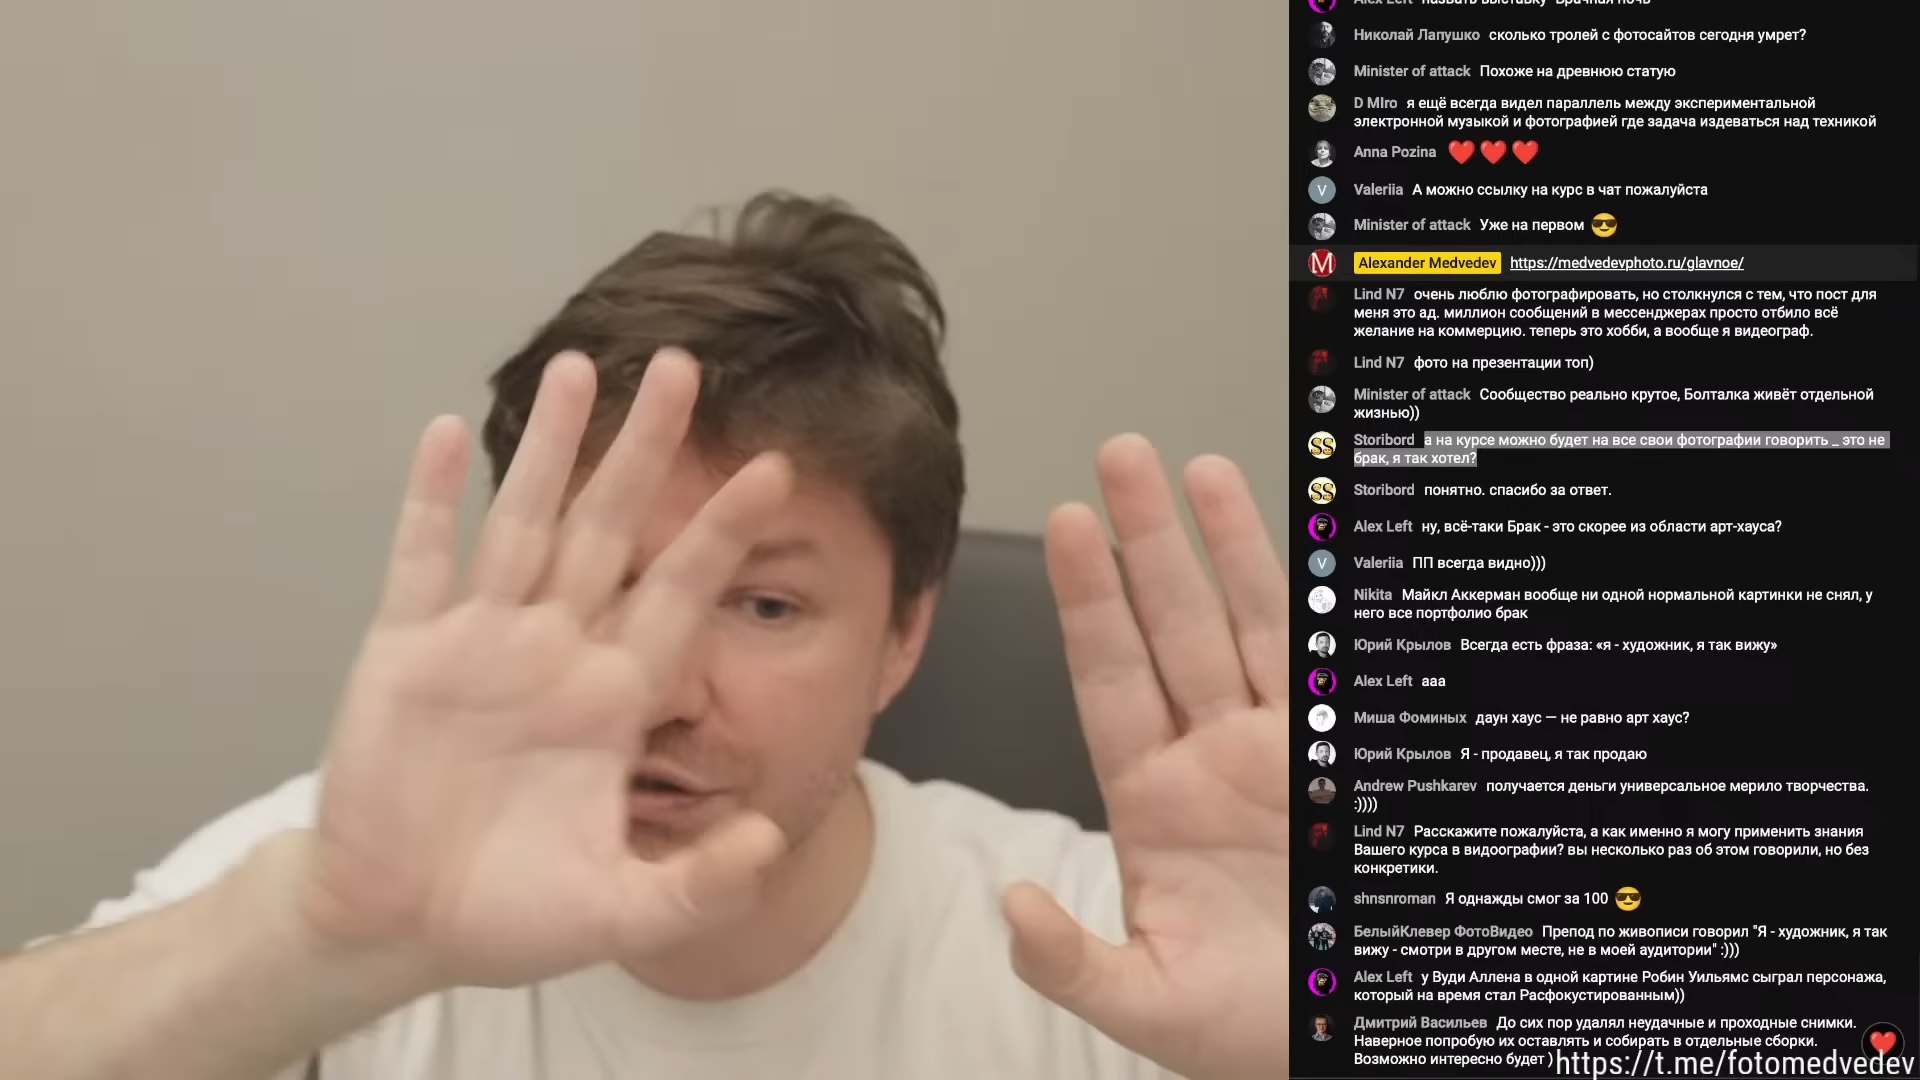 Alex Left назвать выставку "Брачная ночь"
Николай Лапушко сколько тролей с фотосайтов сегодня умрет?
Minister of attack Похоже на древнюю статую
D MIro я ещё всегда видел параллель между экспериментальной
электронной музыкой и фотографией где задача издеваться над техникой
Anna Pozina ❤️❤️❤️
V Valeriia А можно ссылку на курс в чат пожалуйста
Minister of attack Уже на первом 😎
M Alexander Medvedev https://medvedevphoto.ru/glavnoe/
Lind N7 очень люблю фотографировать, но столкнулся с тем, что пост для
меня это ад. миллион сообщений в мессенджерах просто отбило всё
желание на коммерцию. теперь это хобби, а вообще я видеограф.
Lind N7 фото на презентации топ)
Minister of attack Сообщество реально крутое, Болталка живёт отдельной
жизнью))
SS Storibord а на курсе можно будет на все свои фотографии говорить _ это не
брак, я так хотел?
SS Storibord понятно. спасибо за ответ.
Alex Left ну, всё-таки Брак - это скорее из области арт-хауса?
V Valeriia ПП всегда видно)))
Nikita Майкл Аккерман вообще ни одной нормальной картинки не снял, у
него все портфолио брак
Юрий Крылов Всегда есть фраза: «я - художник, я так вижу»
Alex Left ааа
Миша Фоминых даун хаус — не равно арт хаус?
Юрий Крылов Я - продавец, я так продаю
Andrew Pushkarev получается деньги универсальное мерило творчества.
:))))
Lind N7 Расскажите пожалуйста, а как именно я могу применить знания
Вашего курса в видоографии? вы несколько раз об этом говорили, но без
конкретики.
shnsnroman Я однажды смог за 100 😎
БелыйКлевер ФотоВидео Препод по живописи говорил "Я - художник, я так
вижу - смотри в другом месте, не в моей аудитории" :)))
Alex Left у Вуди Аллена в одной картине Робин Уильямс сыграл персонажа,
который на время стал Расфокустированным))
Дмитрий Васильев До сих пор удалял неудачные и проходные снимки.
Наверное попробую их оставлять и собирать в отдельные сборки.
Возможно интересно будет )
https://t.me/fotomedvedev